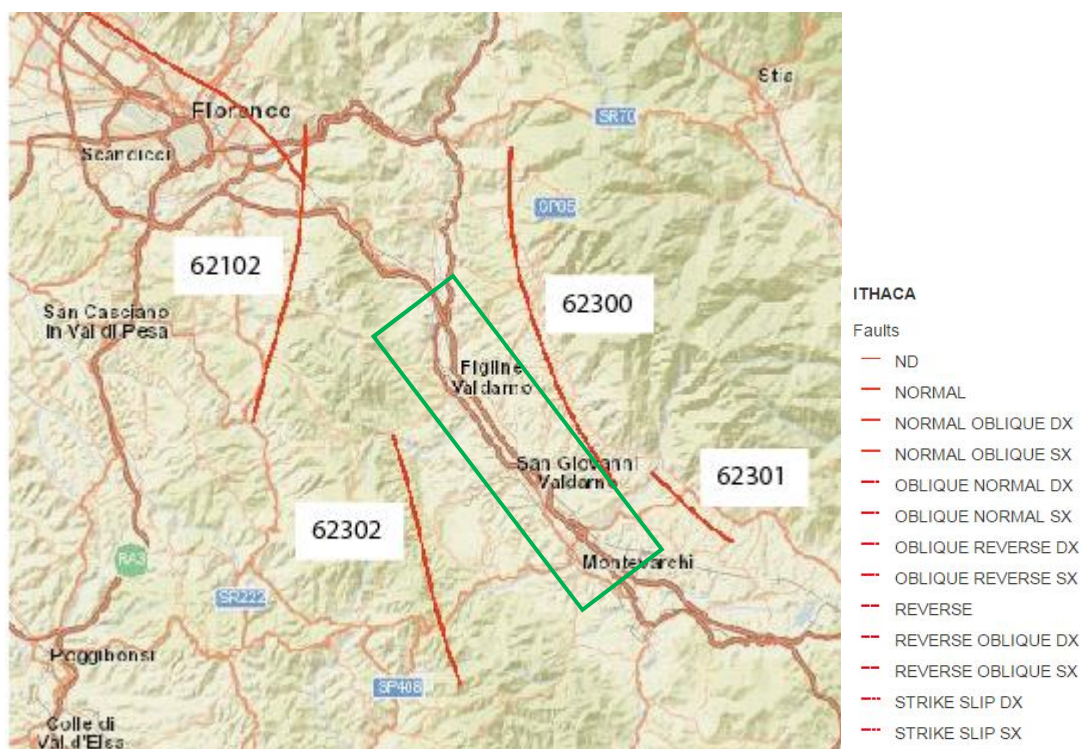 Stia
Florence
SR70
Scandicci
CP05
62102
62300
San Casciano
In Val di Pesa
Figline
Valdarno
San Giovanni
Valdarno
62301
62302
Montevarchi
RA3
SR222
Poggibonsi
SP408
Colle di
Val d'Elsa
ITHACA
Faults
ND
NORMAL
NORMAL OBLIQUE DX
NORMAL OBLIQUE SX
OBLIQUE NORMAL DX
OBLIQUE NORMAL SX
OBLIQUE REVERSE DX
OBLIQUE REVERSE SX
REVERSE
REVERSE OBLIQUE DX
REVERSE OBLIQUE SX
STRIKE SLIP DX
STRIKE SLIP SX